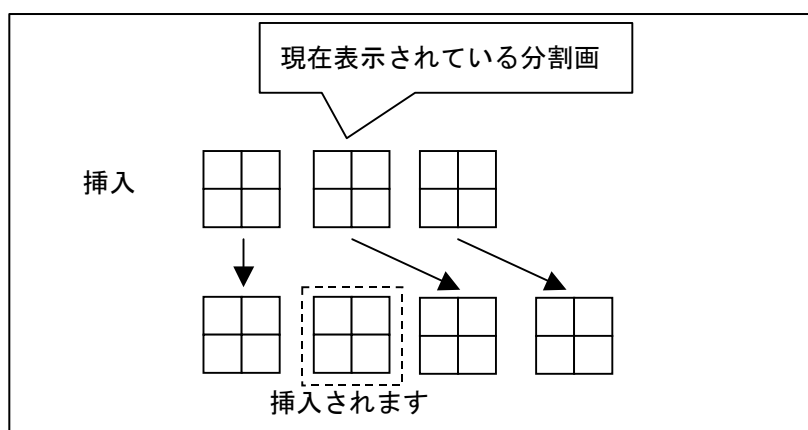 現在表示されている分割画
挿入
挿入されます